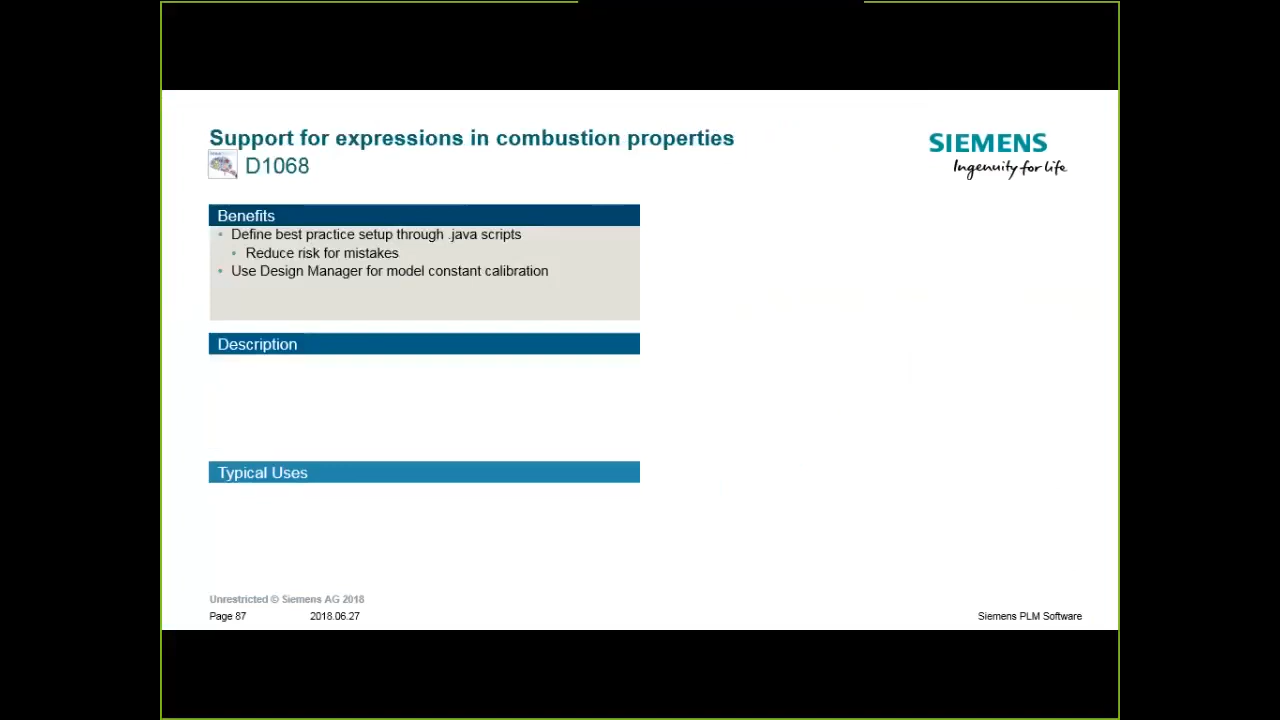 Support for expressions in combustion properties
D1068
SIEMENS
Ingenuity for life
Benefits
• Define best practice setup through .java scripts
• Reduce risk for mistakes
• Use Design Manager for model constant calibration
Description
Typical Uses
Unrestricted © Siemens AG 2018
Page 87 2018.06.27 Siemens PLM Software